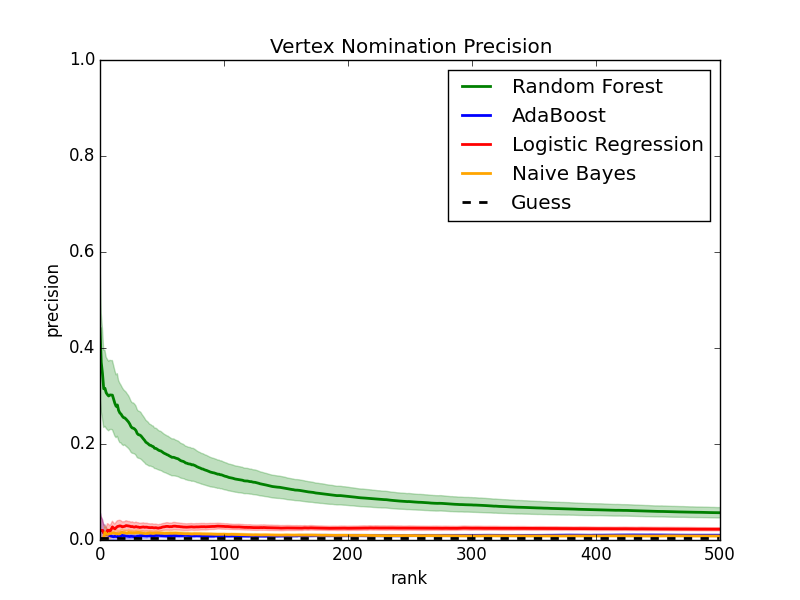 Vertex Nomination Precision
1.0
0.8
0.6
0.4
0.2
0.0
precision
Random Forest
AdaBoost
Logistic Regression
Naive Bayes
Guess
0 100 200 300 400 500
rank